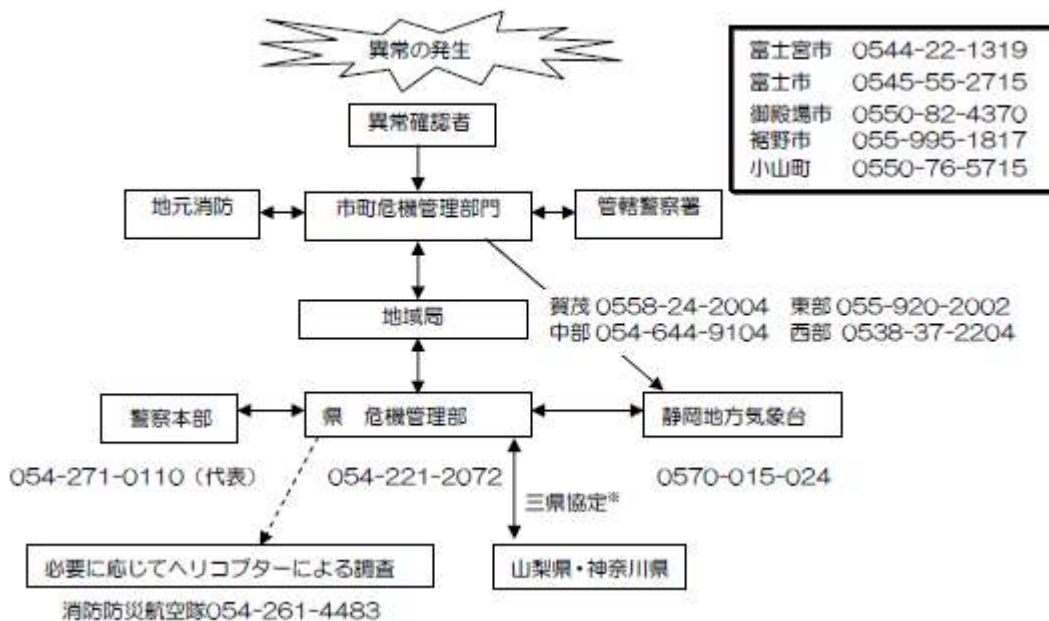 異常の発生
富士宮市 0544-22-1319
富士市 0545-55-2715
御殿場市 0550-82-4370
裾野市 055-995-1817
小山町 0550-76-5715
異常確認者
地元消防
市町危機管理部門
管轄警察署
地域局
賀茂 0558-24-2004 東部 055-920-2002
中部 054-644-9104 西部 0538-37-2204
警察本部
県 危機管理部
静岡地方気象台
054-271-0110（代表）
054-221-2072
0570-015-024
三県協定※
必要に応じてヘリコプターによる調査
山梨県・神奈川県
消防防災航空隊054-261-4483